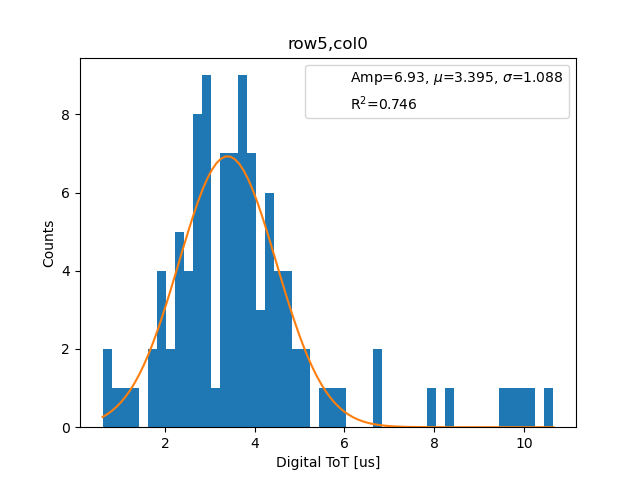 row5,col0
Amp=6.93, μ=3.395, σ=1.088
R²=0.746
Counts
8
6
4
2
0
2 4 6 8 10
Digital ToT [us]